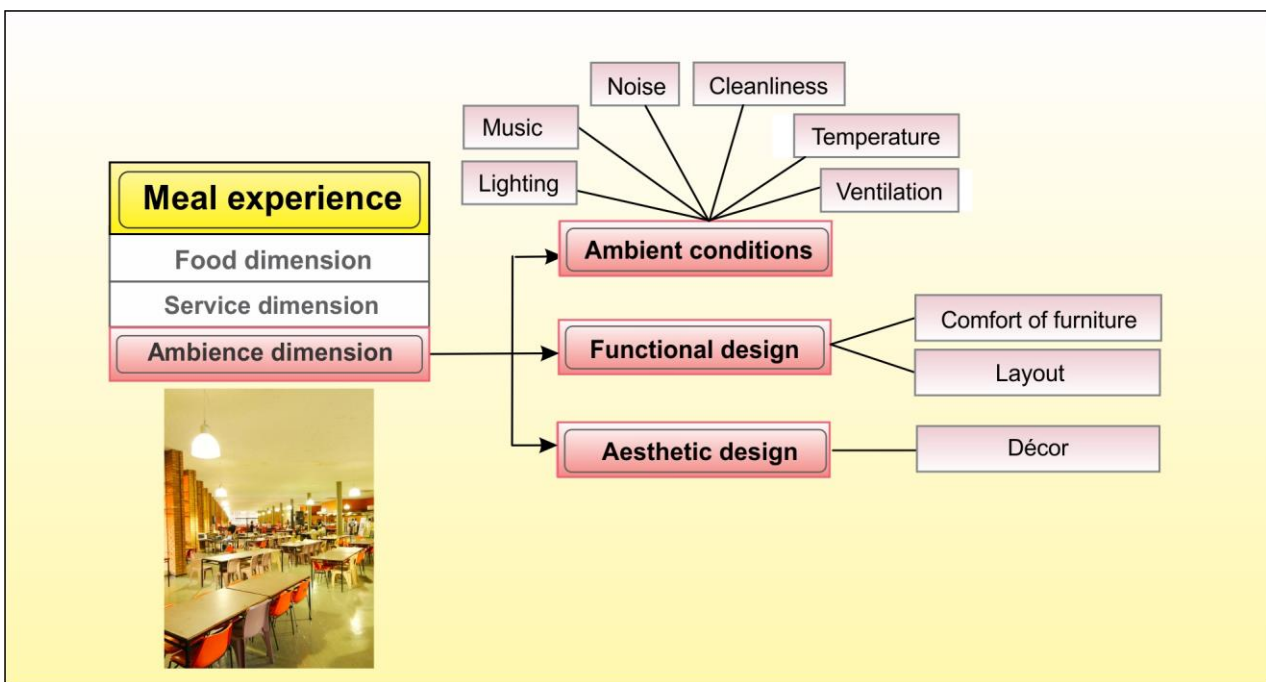 Meal experience
Food dimension
Service dimension
Ambience dimension
Noise
Cleanliness
Music
Temperature
Lighting
Ventilation
Ambient conditions
Functional design
Comfort of furniture
Layout
Aesthetic design
Décor